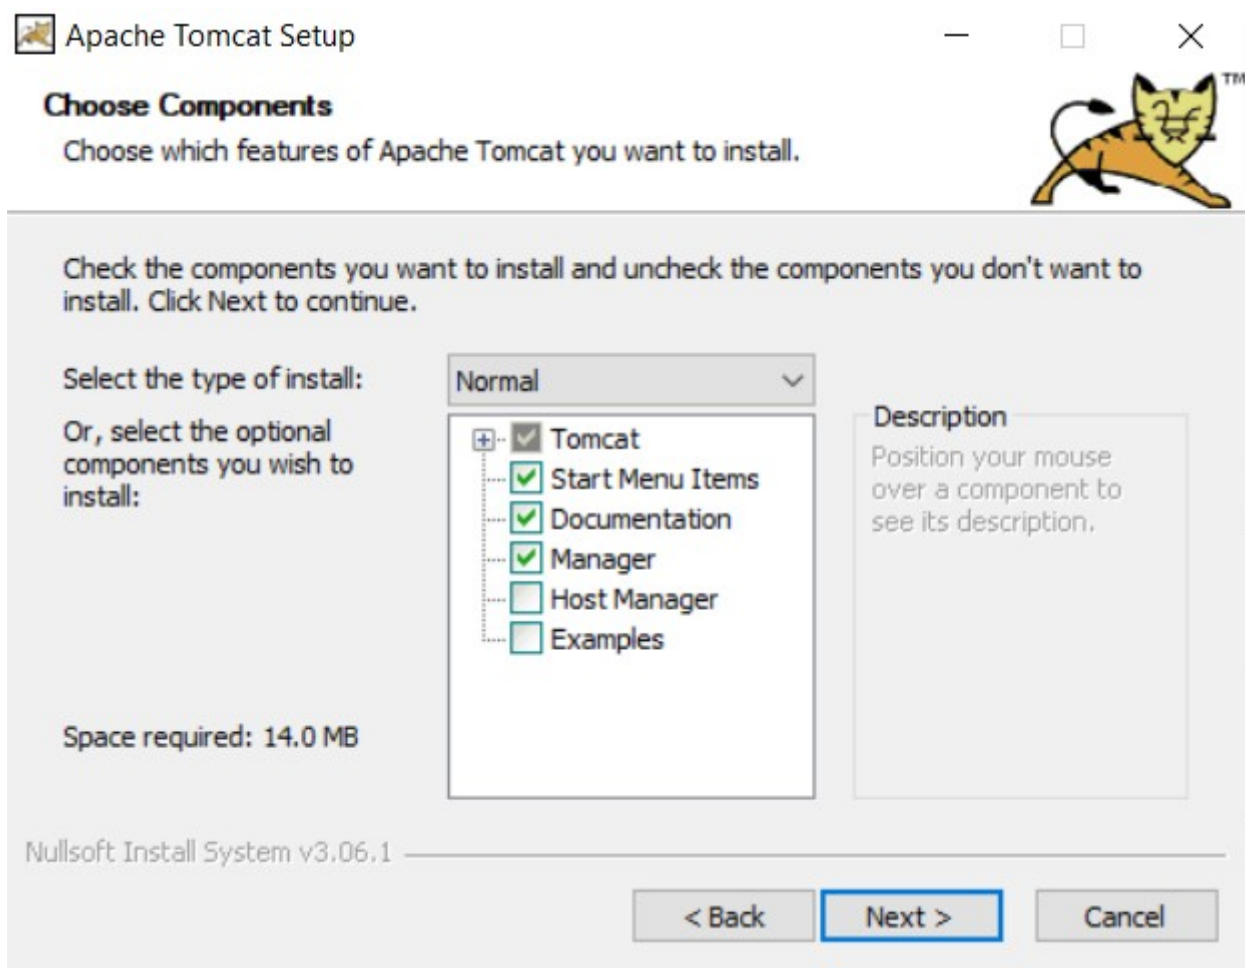 Apache Tomcat Setup
Choose Components
Choose which features of Apache Tomcat you want to install.
TM
Check the components you want to install and uncheck the components you don't want to
install. Click Next to continue.
Select the type of install:
Normal
Or, select the optional
components you wish to
install:
Tomcat
Start Menu Items
Documentation
Manager
Host Manager
Examples
Description
Position your mouse
over a component to
see its description.
Space required: 14.0 MB
Nullsoft Install System v3.06.1
< Back
Next >
Cancel